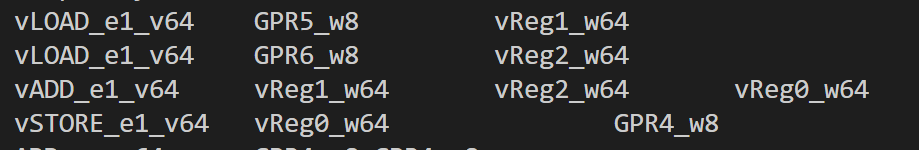 vLOAD_e1_v64 GPR5_w8 vReg1_w64
vLOAD_e1_v64 GPR6_w8 vReg2_w64
vADD_e1_v64 vReg1_w64 vReg2_w64 vReg0_w64
vSTORE_e1_v64 vReg0_w64 GPR4_w8